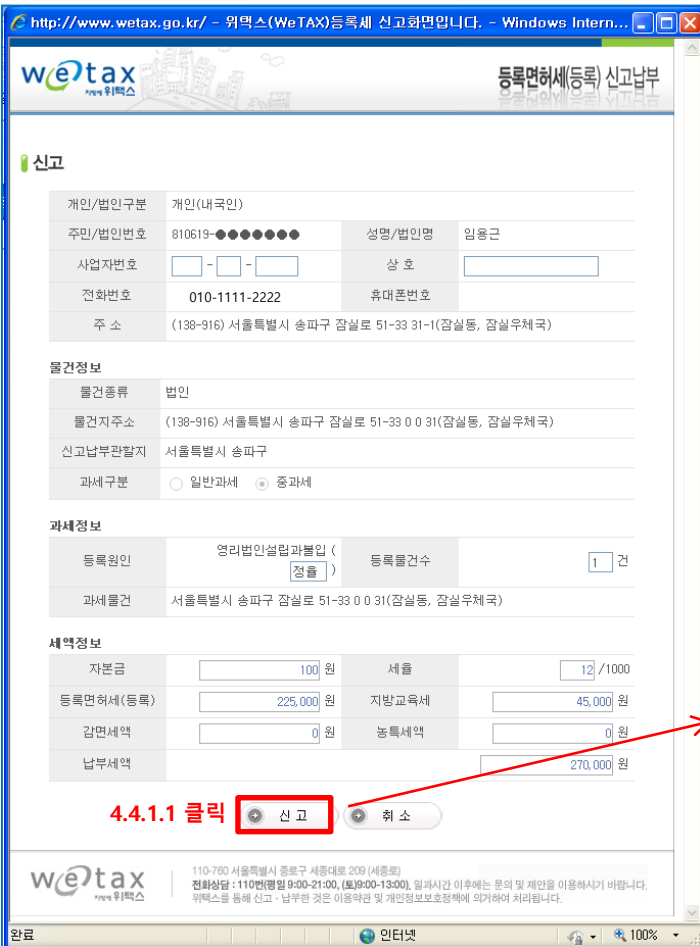 http://www.wetax.go.kr/ - 위택스(WeTAX)등록세 신고화면입니다. - Windows Intern...
wetax 지방세 위택스
등록면허세(등록) 신고납부
신고
개인/법인구분 개인(내국인)
주민/법인번호 810619-●●●●●●● 성명/법인명 임용근
사업자번호 - - 상 호
전화번호 010-1111-2222 휴대폰번호
주 소 (138-916) 서울특별시 송파구 잠실로 51-33 31-1(잠실동, 잠실우체국)
물건정보
물건종류 법인
물건지주소 (138-916) 서울특별시 송파구 잠실로 51-33 0 0 31(잠실동, 잠실우체국)
신고납부관할지 서울특별시 송파구
과세구분 일반과세 중과세
과세정보
등록원인 영리법인설립과불입 ( 정율 ) 등록물건수 1 건
과세물건 서울특별시 송파구 잠실로 51-33 0 0 31(잠실동, 잠실우체국)
세액정보
자본금 100 원 세율 12 /1000
등록면허세(등록) 225,000 원 지방교육세 45,000 원
감면세액 0 원 농특세액 0 원
납부세액 270,000 원
4.4.1.1 클릭 신 고 취 소
wetax 지방세 위택스
110-760 서울특별시 종로구 세종대로 209 (세종로)
전화상담 : 110번(평일 9:00-21:00, (토)9:00-13:00), 일과시간 이후에는 문의 및 제안을 이용하시기 바랍니다.
위택스를 통해 신고 · 납부한 것은 이용약관 및 개인정보보호정책에 의거하여 처리됩니다.
완료 인터넷 100%